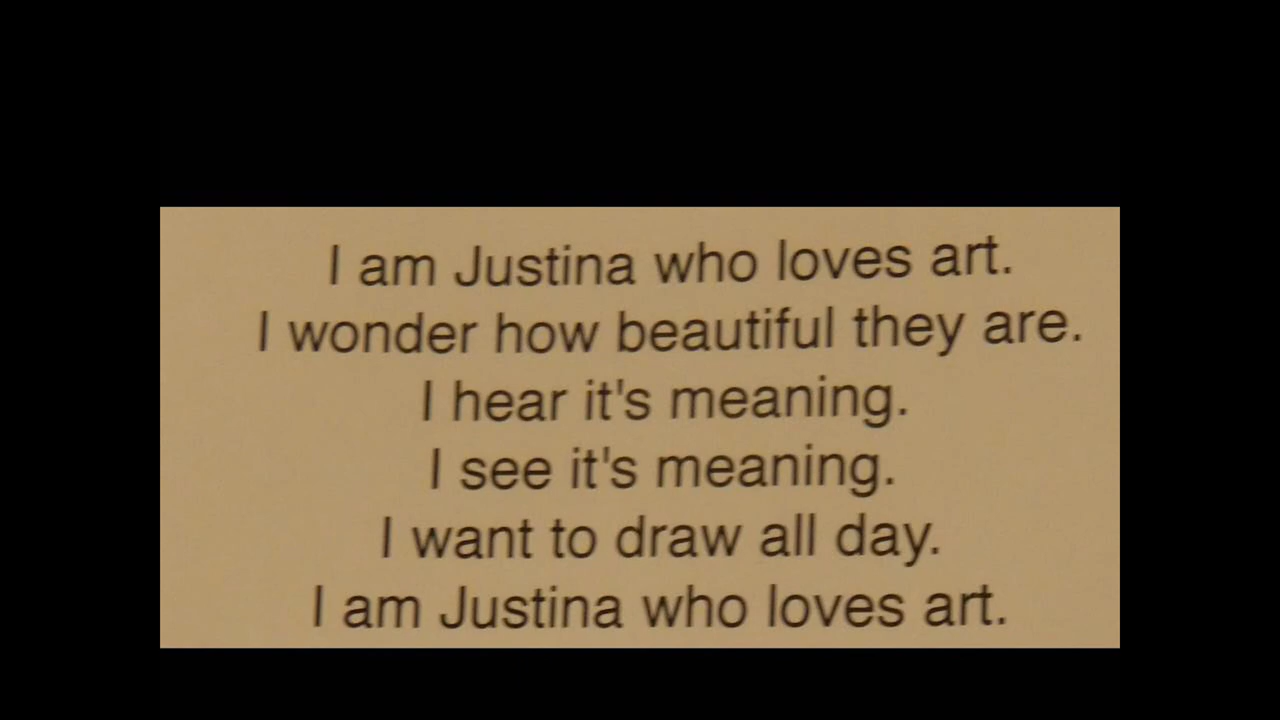 I am Justina who loves art.
I wonder how beautiful they are.
I hear it's meaning.
I see it's meaning.
I want to draw all day.
I am Justina who loves art.